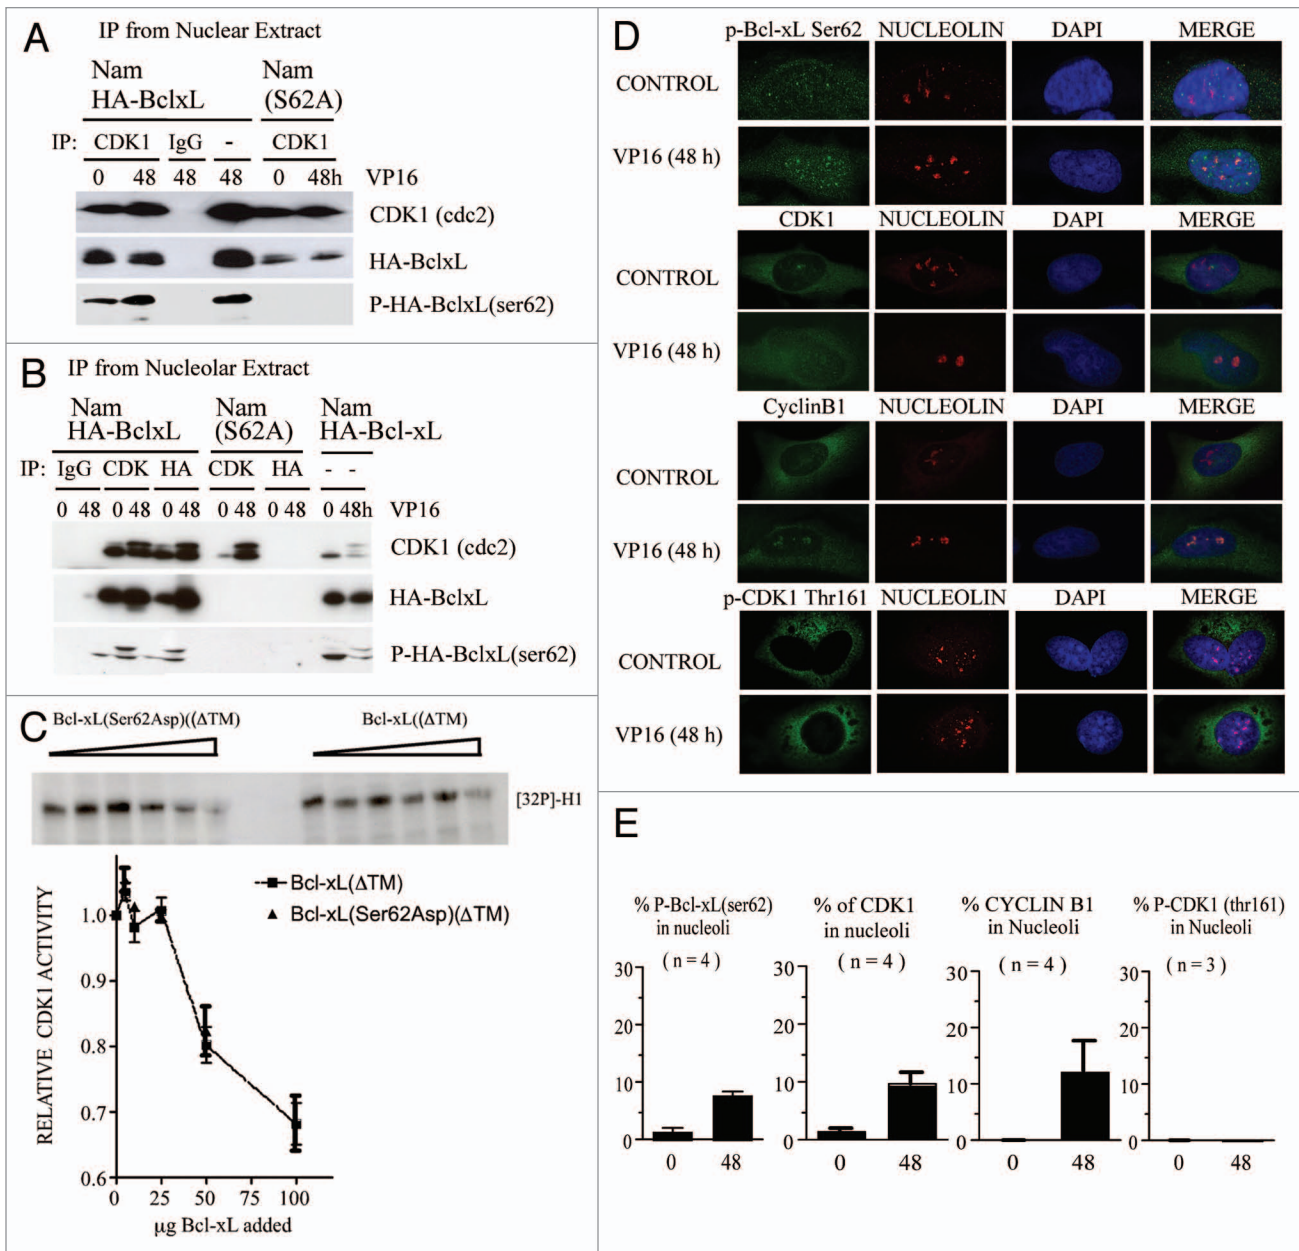 A
IP from Nuclear Extract
Nam Nam
HA-BclxL (S62A)
IP: CDK1 IgG - CDK1
0 48 48 48 0 48h VP16
CDK1 (cdc2)
HA-BclxL
P-HA-BclxL(ser62)
B
IP from Nucleolar Extract
Nam Nam Nam
HA-BclxL (S62A) HA-Bcl-xL
IP: IgG CDK HA CDK HA - -
0 48 0 48 0 48 0 48 0 48 0 48h VP16
CDK1 (cdc2)
HA-BclxL
P-HA-BclxL(ser62)
C
Bcl-xL(Ser62Asp)((ΔTM) Bcl-xL((ΔTM)
[32P]-H1
Bcl-xL(ΔTM)
Bcl-xL(Ser62Asp)(ΔTM)
RELATIVE CDK1 ACTIVITY
1.0
0.9
0.8
0.7
0.6
0 25 50 75 100
µg Bcl-xL added
D
p-Bcl-xL Ser62 NUCLEOLIN DAPI MERGE
CONTROL
VP16 (48 h)
CDK1 NUCLEOLIN DAPI MERGE
CONTROL
VP16 (48 h)
CyclinB1 NUCLEOLIN DAPI MERGE
CONTROL
VP16 (48 h)
p-CDK1 Thr161 NUCLEOLIN DAPI MERGE
CONTROL
VP16 (48 h)
E
% P-Bcl-xL(ser62)
in nucleoli
( n = 4 )
30
20
10
0
0 48
% of CDK1
in nucleoli
( n = 4 )
30
20
10
0
0 48
% CYCLIN B1
in Nucleoli
( n = 4 )
30
20
10
0
0 48
% P-CDK1 (thr161)
in Nucleoli
( n = 3 )
30
20
10
0
0 48